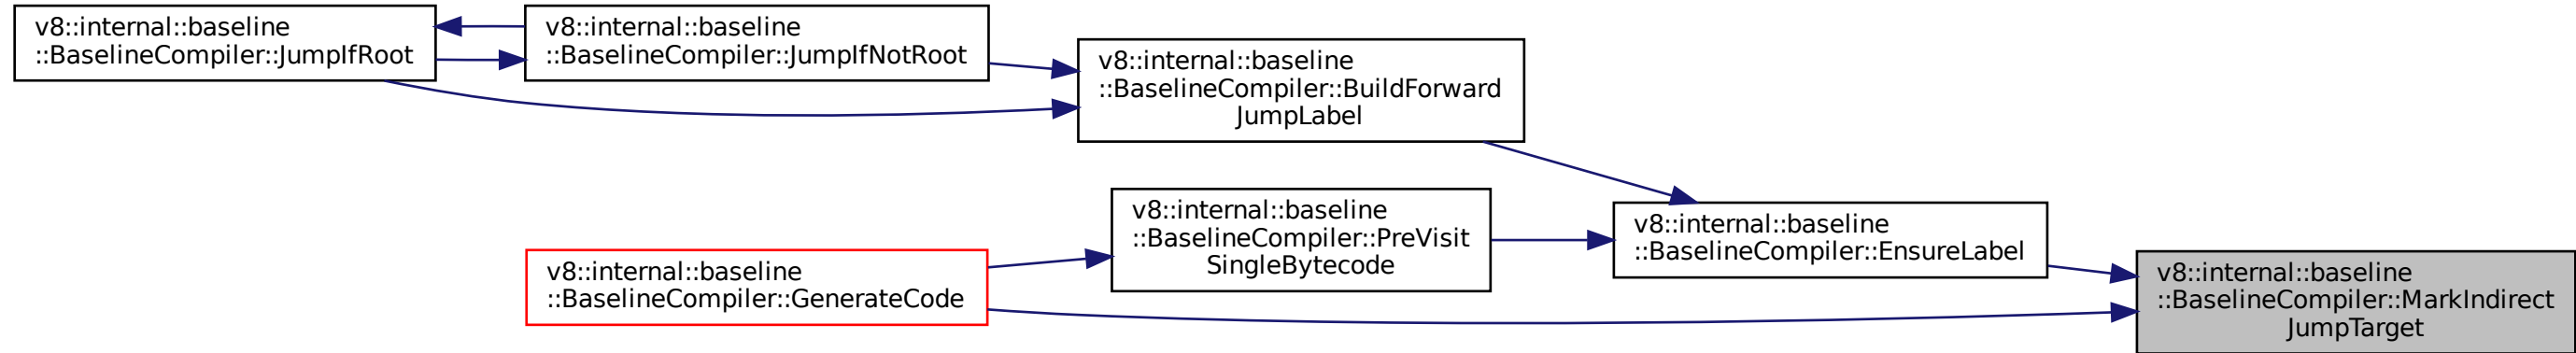 v8::internal::baseline
::BaselineCompiler::JumpIfRoot
v8::internal::baseline
::BaselineCompiler::JumpIfNotRoot
v8::internal::baseline
::BaselineCompiler::BuildForward
JumpLabel
v8::internal::baseline
::BaselineCompiler::GenerateCode
v8::internal::baseline
::BaselineCompiler::PreVisit
SingleBytecode
v8::internal::baseline
::BaselineCompiler::EnsureLabel
v8::internal::baseline
::BaselineCompiler::MarkIndirect
JumpTarget